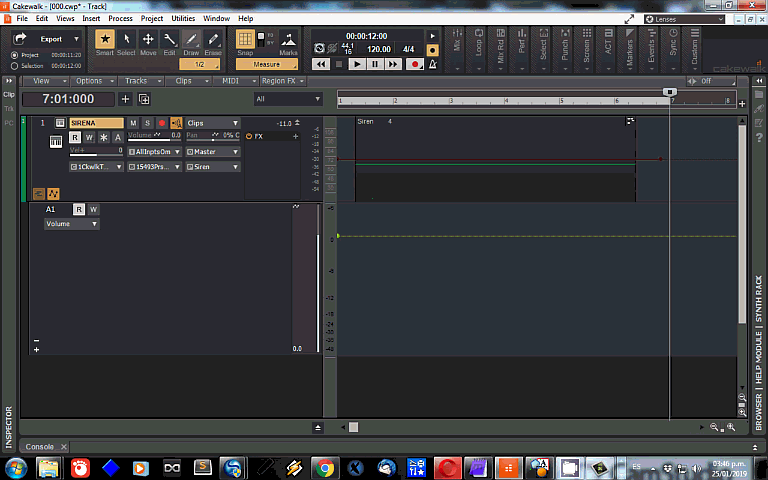 Cakewalk - [000.cwp* - Track]
File Edit Views Insert Process Project Utilities Window Help
Lenses
Export
Project 00:00:11:20
Selection 00:00:12:00
Smart Select Move Edit Draw Erase
1/2
Snap Marks
Measure
00:00:12:00
44.1
16
120.00 4/4
Mix Loop Mix Rcl Perf Select Punch Screen ACT Markers Events Sync Custom
cakewalk
View Options Tracks Clips MIDI Region FX Off
Clip
Trk
PC
7:01:000
All
1 2 3 4 5 6 7 8
1 SIRENA M S Clips -11.0
R W A Volume 0.0 Pan 0% C FX
Vel+ 0 AllInptsOm Master
1CkwlkT... 15493Prs... Siren
Siren 4
A1 R W
Volume
0.0
INSPECTOR
BROWSER HELP MODULE SYNTH RACK
Console
ES 03:46 p.m.
25/01/2019